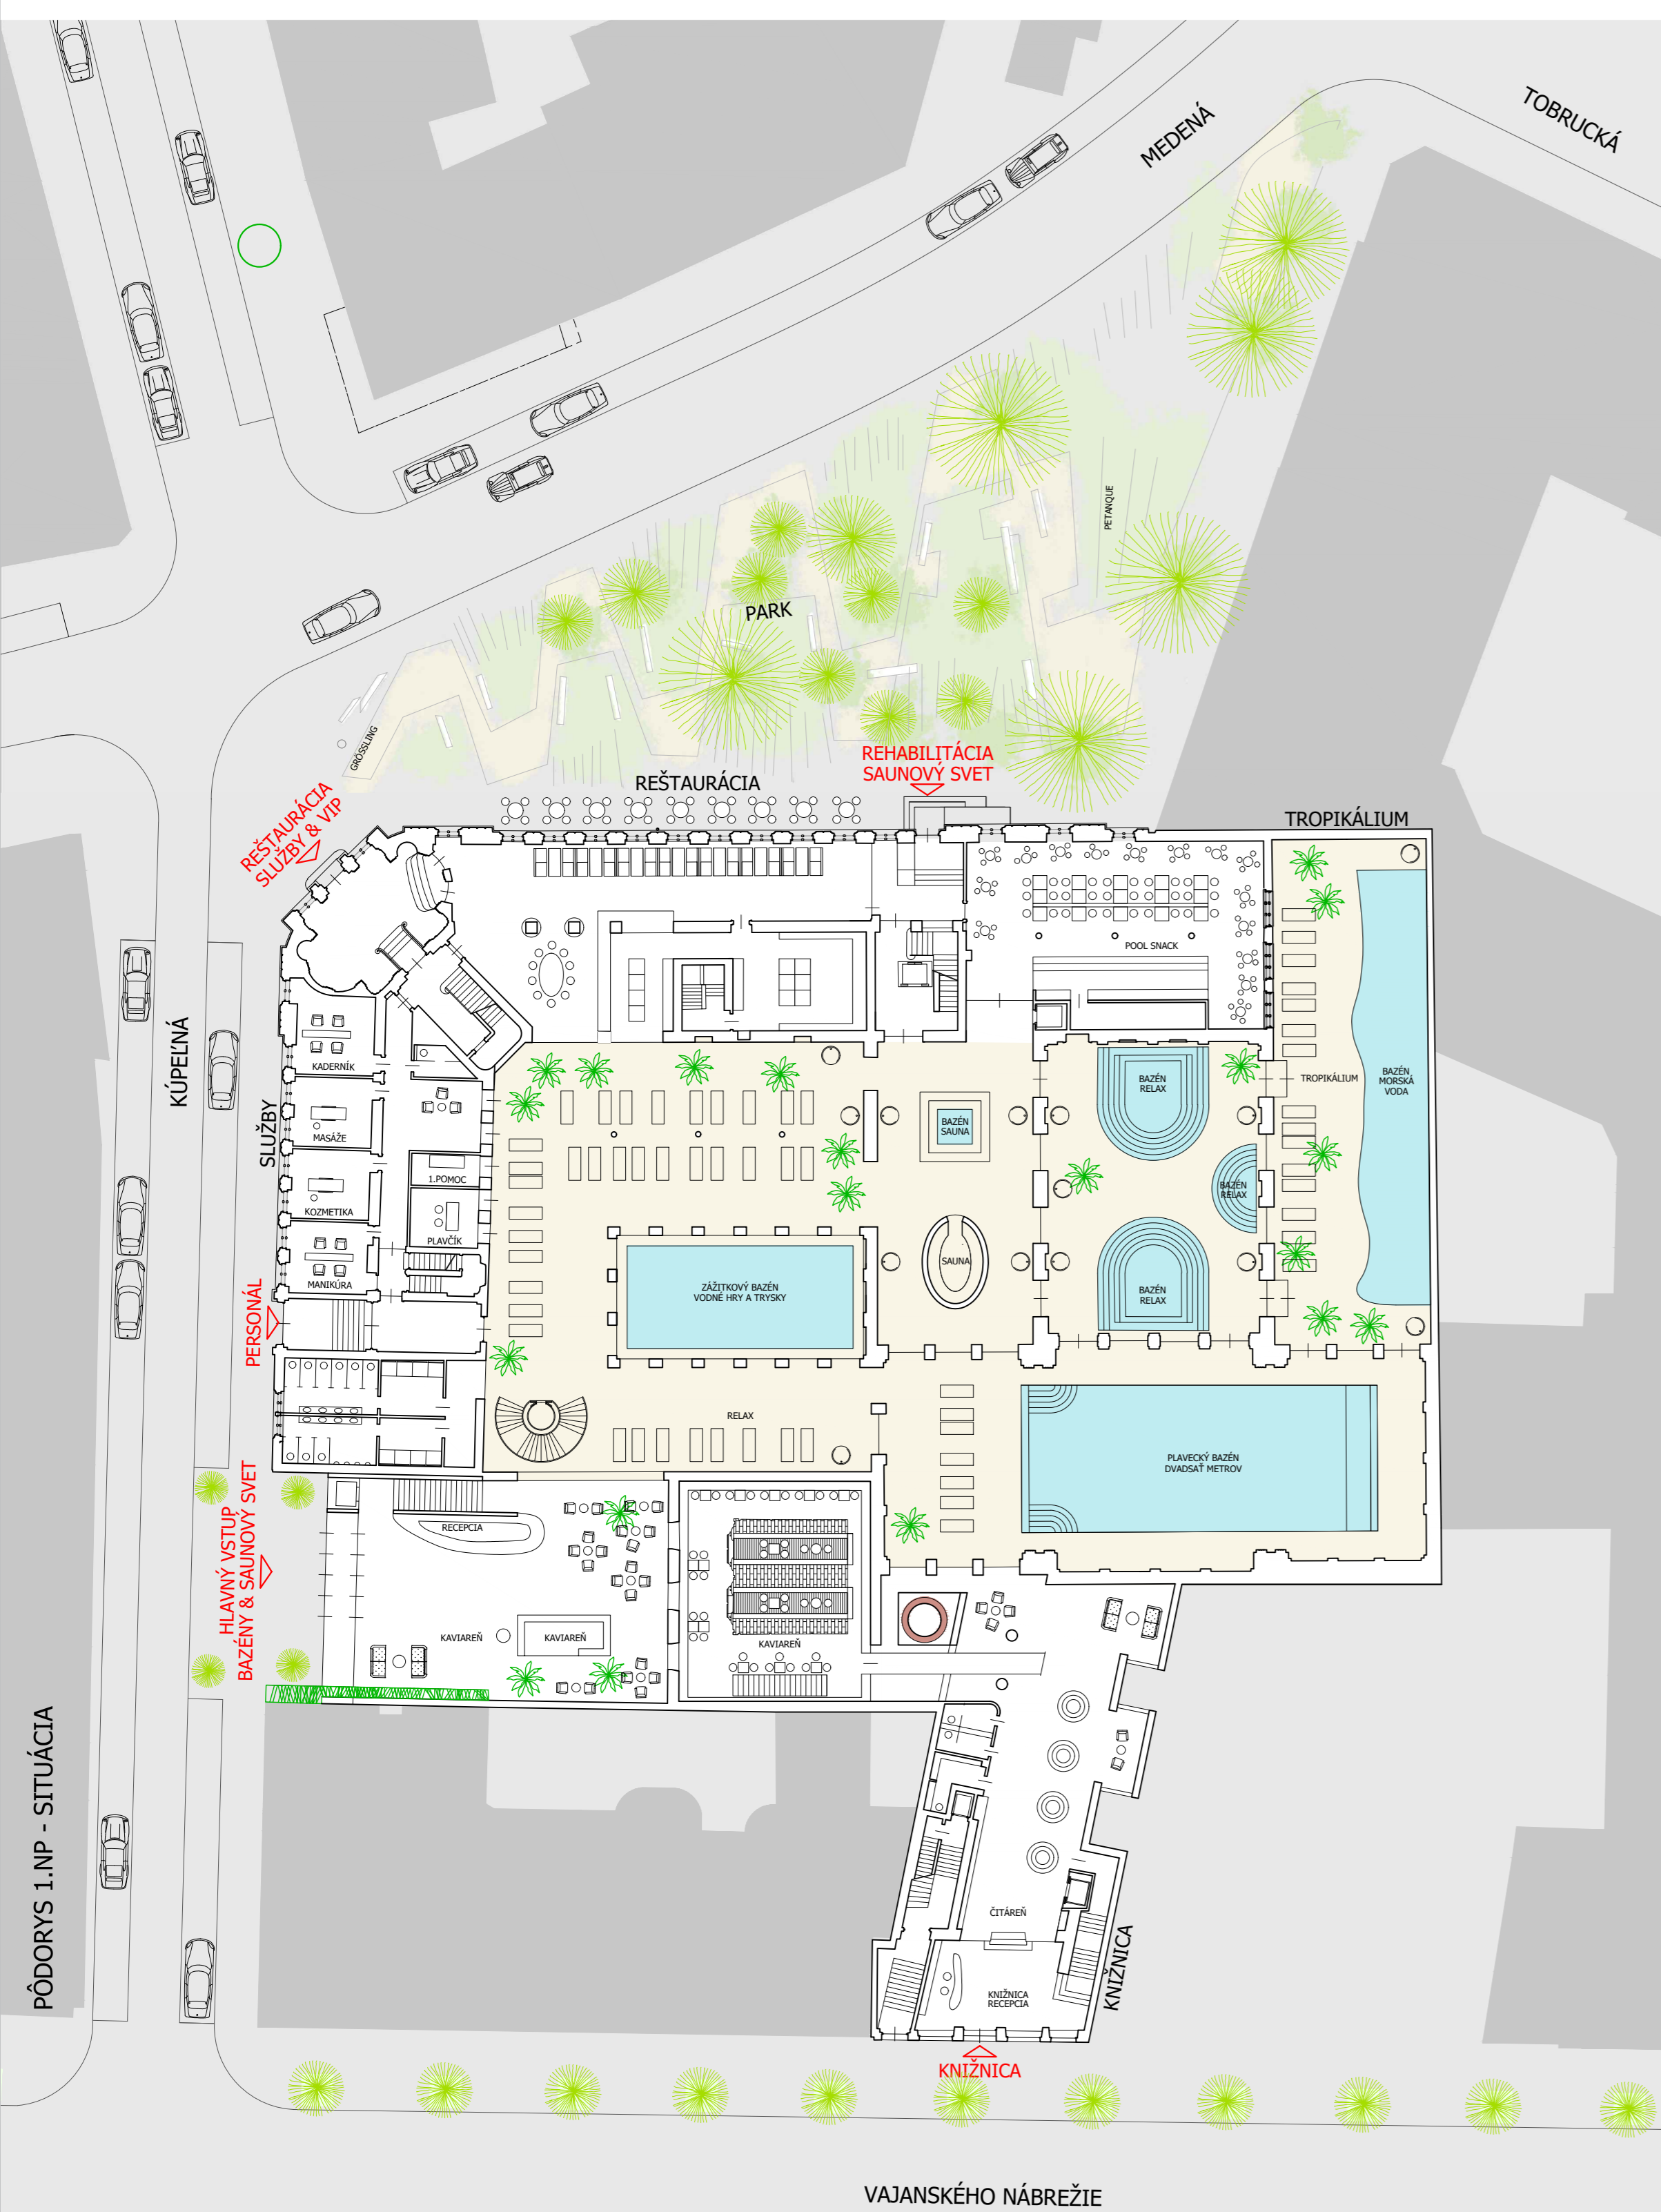 TOBRUCKÁ
MEDENÁ
PETANQUE
PARK
GRÖSSLING
REHABILITÁCIA
SAUNOVÝ SVET
REŠTAURÁCIA
REŠTAURÁCIA
SLUŽBY & VIP
TROPIKÁLIUM
POOL SNACK
KÚPEĽNÁ
SLUŽBY
KADERNÍK
MASÁŽE
KOZMETIKA
MANIKÚRA
1.POMOC
PLAVČÍK
BAZÉN
SAUNA
SAUNA
BAZÉN
RELAX
BAZÉN
RELAX
BAZÉN
RELAX
TROPIKÁLIUM
BAZÉN
MORSKÁ
VODA
ZÁŽITKOVÝ BAZÉN
VODNÉ HRY A TRYSKY
PERSONÁL
RELAX
PLAVECKÝ BAZÉN
DVADSAŤ METROV
HLAVNÝ VSTUP
BAZÉNY & SAUNOVÝ SVET
RECEPCIA
KAVIAREŇ
KAVIAREŇ
KAVIAREŇ
PÔDORYS 1.NP - SITUÁCIA
ČITÁREŇ
KNIŽNICA
RECEPCIA
KNIŽNICA
KNIŽNICA
VAJANSKÉHO NÁBREŽIE